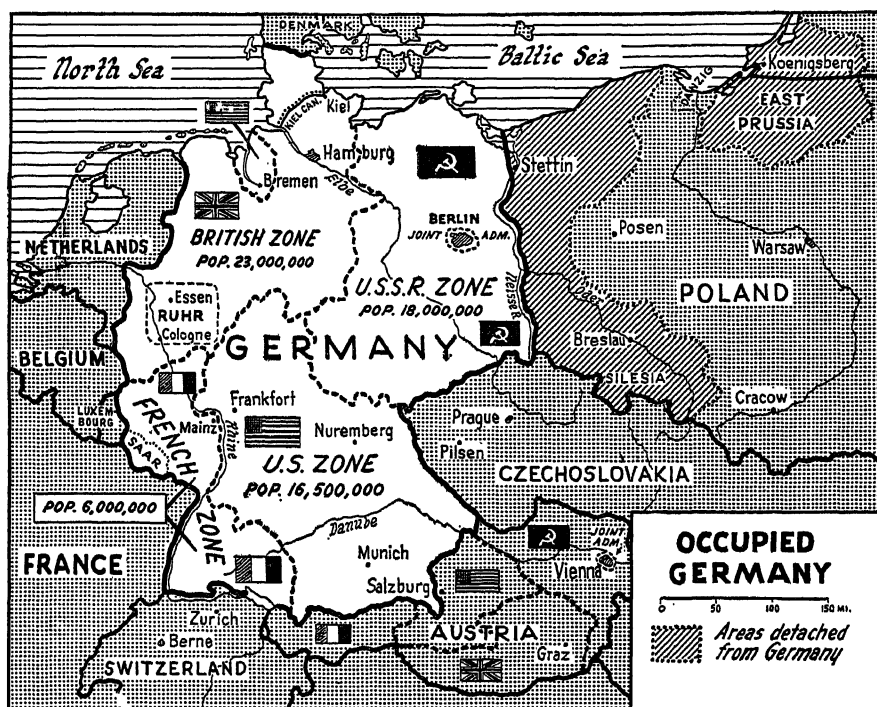 DENMARK
North Sea
Baltic Sea
Koenigsberg
DANZIG
EAST
PRUSSIA
KIEL CAN.
Kiel
Hamburg
Stettin
Bremen
Elbe
BERLIN
JOINT ADM.
Posen
Warsaw
NETHERLANDS
BRITISH ZONE
POP. 23,000,000
U.S.S.R. ZONE
POP. 18,000,000
Neisse R.
Oder
POLAND
Essen
RUHR
Cologne
GERMANY
Breslau
SILESIA
BELGIUM
LUXEM-
BOURG
Frankfort
Cracow
FRENCH
ZONE
Mainz
Rhine
SAAR
Nuremberg
Prague
Pilsen
U.S. ZONE
POP. 16,500,000
CZECHOSLOVAKIA
POP. 6,000,000
Danube
JOINT
ADM.
Vienna
FRANCE
Munich
Salzburg
Zurich
Berne
SWITZERLAND
AUSTRIA
Graz
OCCUPIED
GERMANY
0 50 100 150 MI.
Areas detached
from Germany